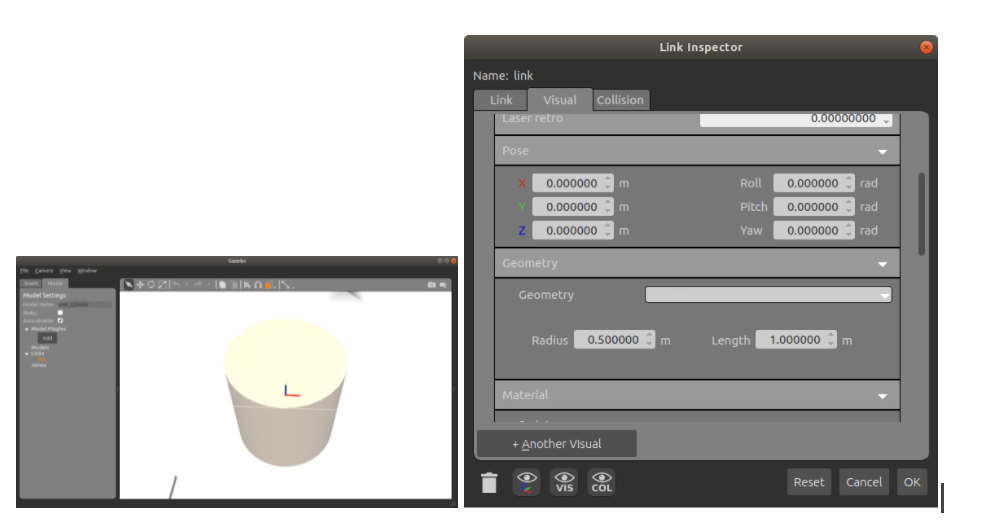 Gazebo
File Camera View Window
Insert Model
Model Settings
Model Name: unit_cylinder
Static:
Auto-disable:
Model Plugins
Add
Models
Links
Joints
Link Inspector
Name: link
Link Visual Collision
Laser retro 0.00000000
Pose
X 0.000000 m Roll 0.000000 rad
Y 0.000000 m Pitch 0.000000 rad
Z 0.000000 m Yaw 0.000000 rad
Geometry
Geometry
Radius 0.500000 m Length 1.000000 m
Material
+ Another Visual
VIS COL Reset Cancel OK